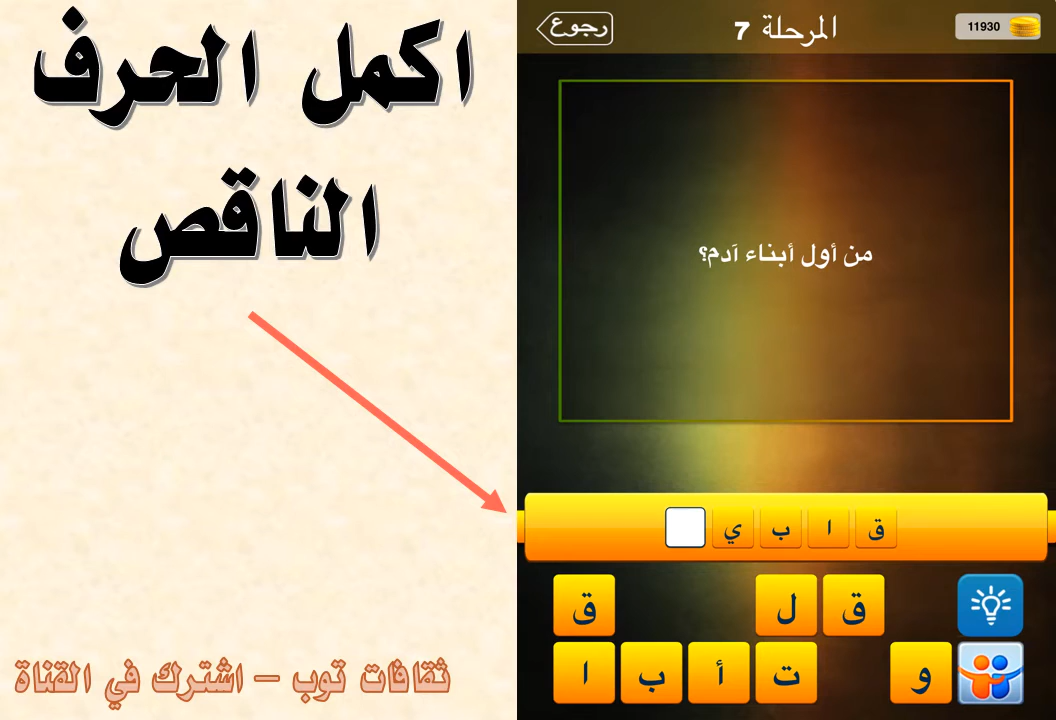 اكمل الحرف
الناقص
ثقافات توب – اشترك في القناة
رجوع
المرحلة 7
11930
من أول أبناء آدم؟
ق ا ب ي
ق ل ق
و ت أ ب ا